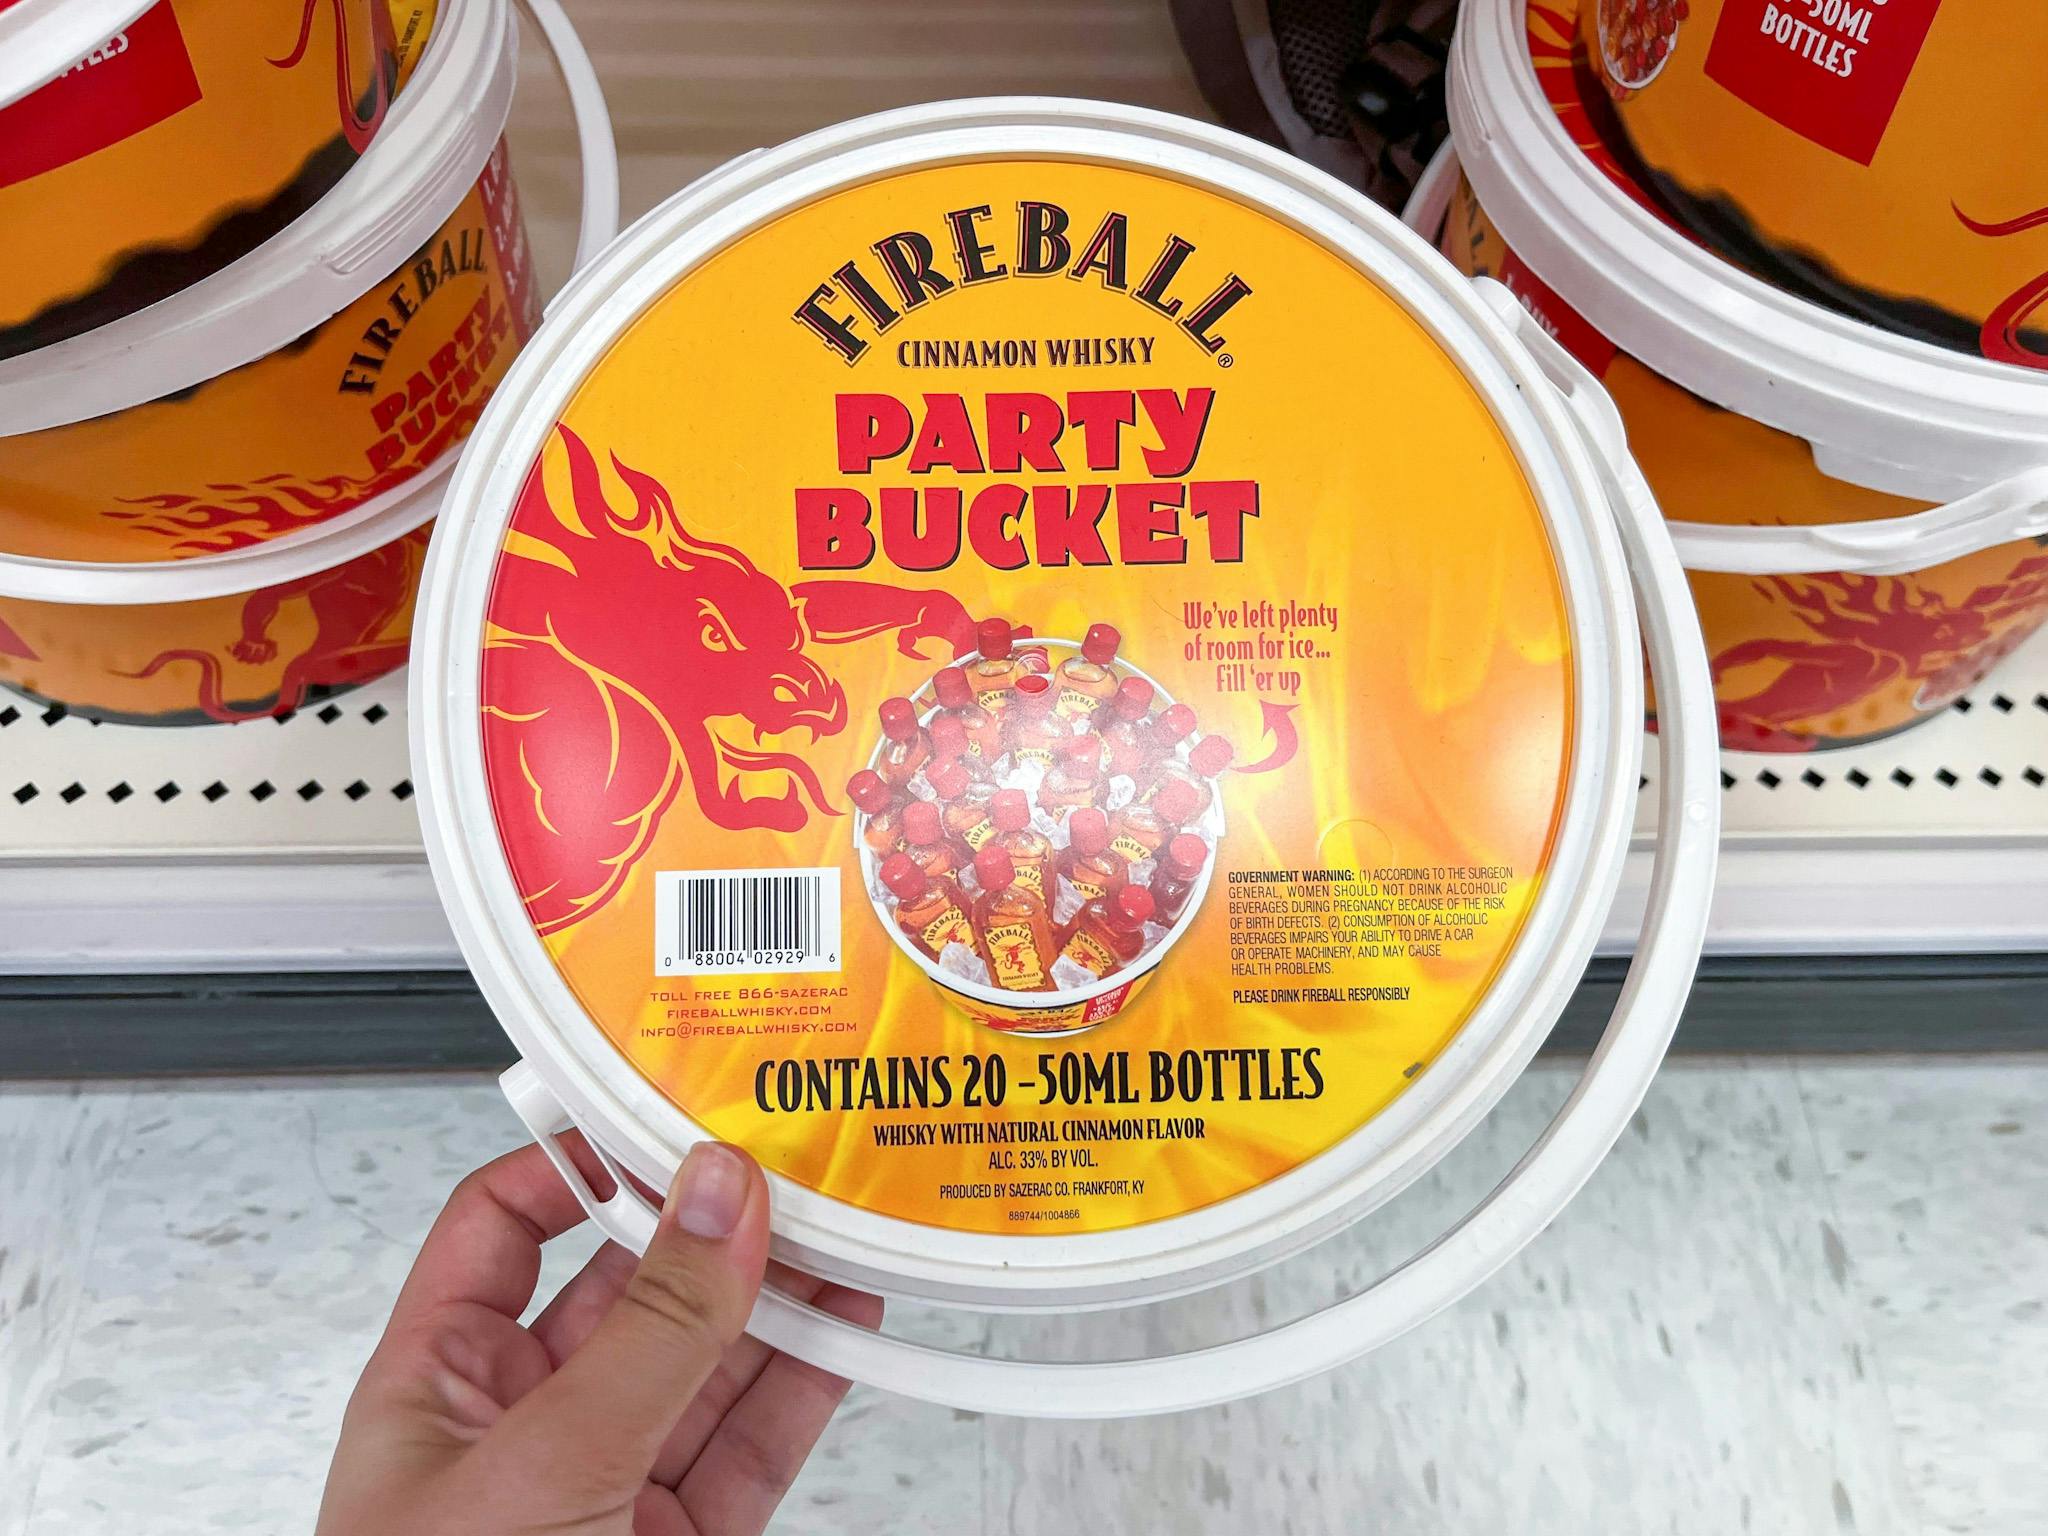 FIREBALL®
CINNAMON WHISKY
PARTY
BUCKET
We've left plenty
of room for ice...
Fill 'er up
0 88004 02929 6
TOLL FREE 866-SAZERAC
FIREBALLWHISKY.COM
INFO@FIREBALLWHISKY.COM
GOVERNMENT WARNING: (1) ACCORDING TO THE SURGEON
GENERAL, WOMEN SHOULD NOT DRINK ALCOHOLIC
BEVERAGES DURING PREGNANCY BECAUSE OF THE RISK
OF BIRTH DEFECTS. (2) CONSUMPTION OF ALCOHOLIC
BEVERAGES IMPAIRS YOUR ABILITY TO DRIVE A CAR
OR OPERATE MACHINERY, AND MAY CAUSE
HEALTH PROBLEMS.
PLEASE DRINK FIREBALL RESPONSIBLY
CONTAINS 20 -50ML BOTTLES
WHISKY WITH NATURAL CINNAMON FLAVOR
ALC. 33% BY VOL.
PRODUCED BY SAZERAC CO. FRANKFORT, KY
889744/1004866
FIREBALL
PARTY
BUCKET
-50ML
BOTTLES
FIREBALL
FIREBALL
FIREBALL